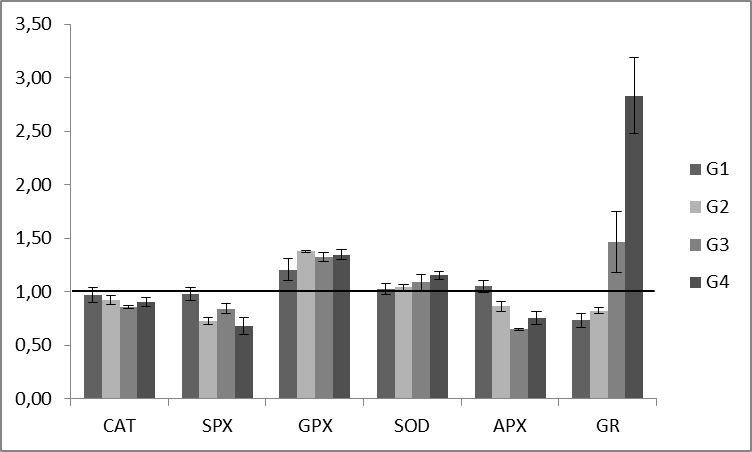 3,50
3,00
2,50
2,00
1,50
1,00
0,50
0,00
CAT SPX GPX SOD APX GR
G1
G2
G3
G4